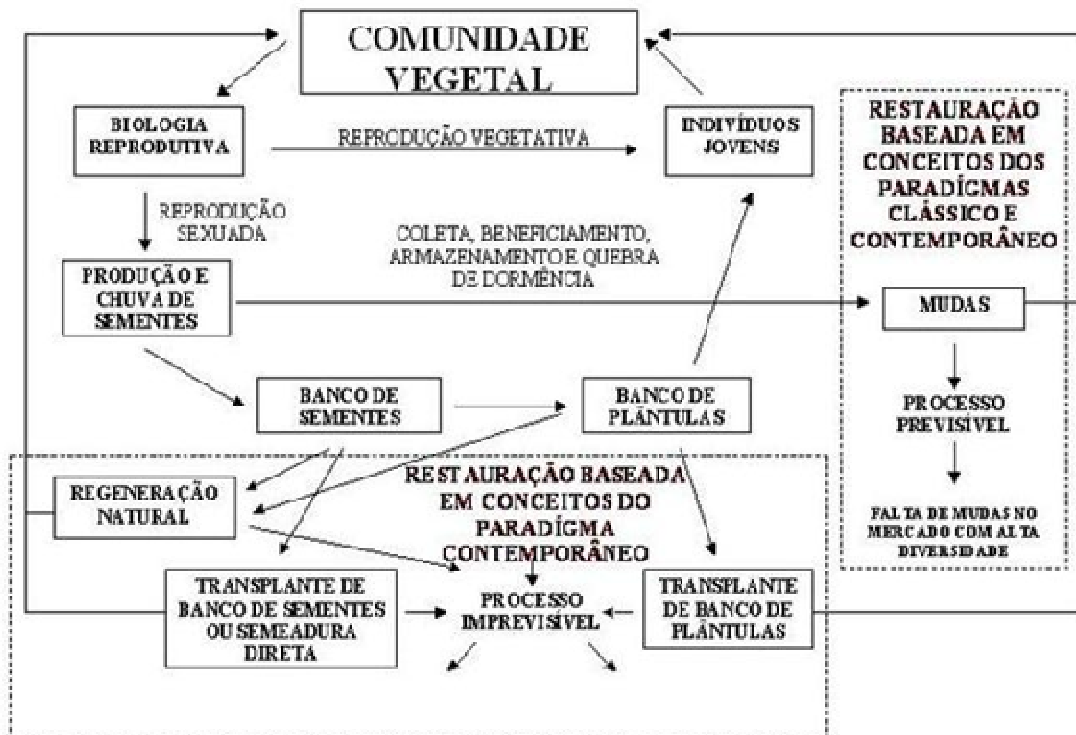 COMUNIDADE
VEGETAL
BIOLOGIA
REPRODUTIVA
REPRODUÇÃO VEGETATIVA
INDIVÍDUOS
JOVENS
RESTAURAÇÃO
BASEADA EM
CONCEITOS DOS
PARADÍGMAS
CLÁSSICO E
CONTEMPORÂNEO
REPRODUÇÃO
SEXUADA
COLETA, BENEFICIAMENTO,
ARMAZENAMENTO E QUEBRA
DE DORMÊNCIA
PRODUÇÃO E
CHUVA DE
SEMENTES
MUDAS
BANCO DE
SEMENTES
BANCO DE
PLÂNTULAS
PROCESSO
PREVISÍVEL
REGENERAÇÃO
NATURAL
RESTAURAÇÃO BASEADA
EM CONCEITOS DO
PARADÍGMA
CONTEMPORÂNEO
FALTA DE MUDAS NO
MERCADO COM ALTA
DIVERSIDADE
TRANSPLANTE DE
BANCO DE SEMENTES
OU SEMEADURA
DIRETA
PROCESSO
IMPREVISÍVEL
TRANSPLANTE
DE BANCO DE
PLÂNTULAS